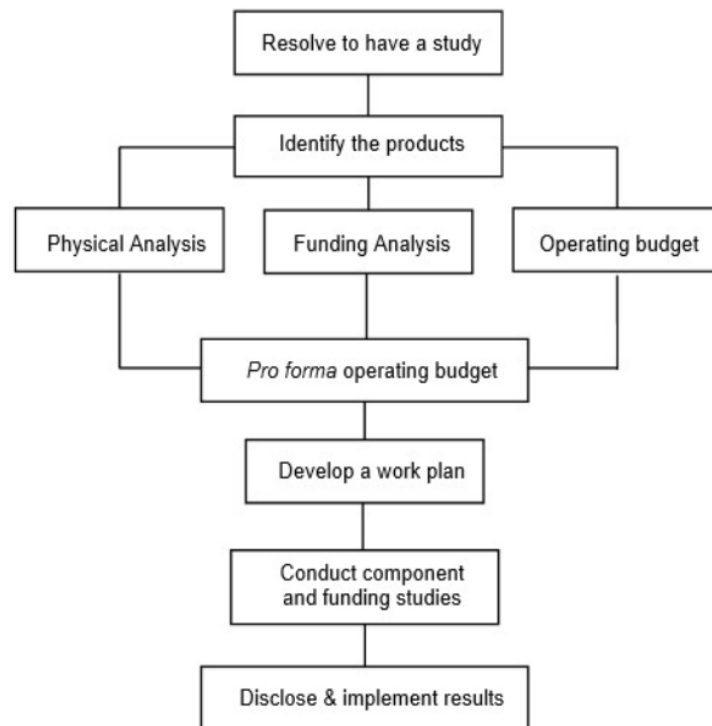 Resolve to have a study
Identify the products
Physical Analysis
Funding Analysis
Operating budget
Pro forma operating budget
Develop a work plan
Conduct component
and funding studies
Disclose & implement results